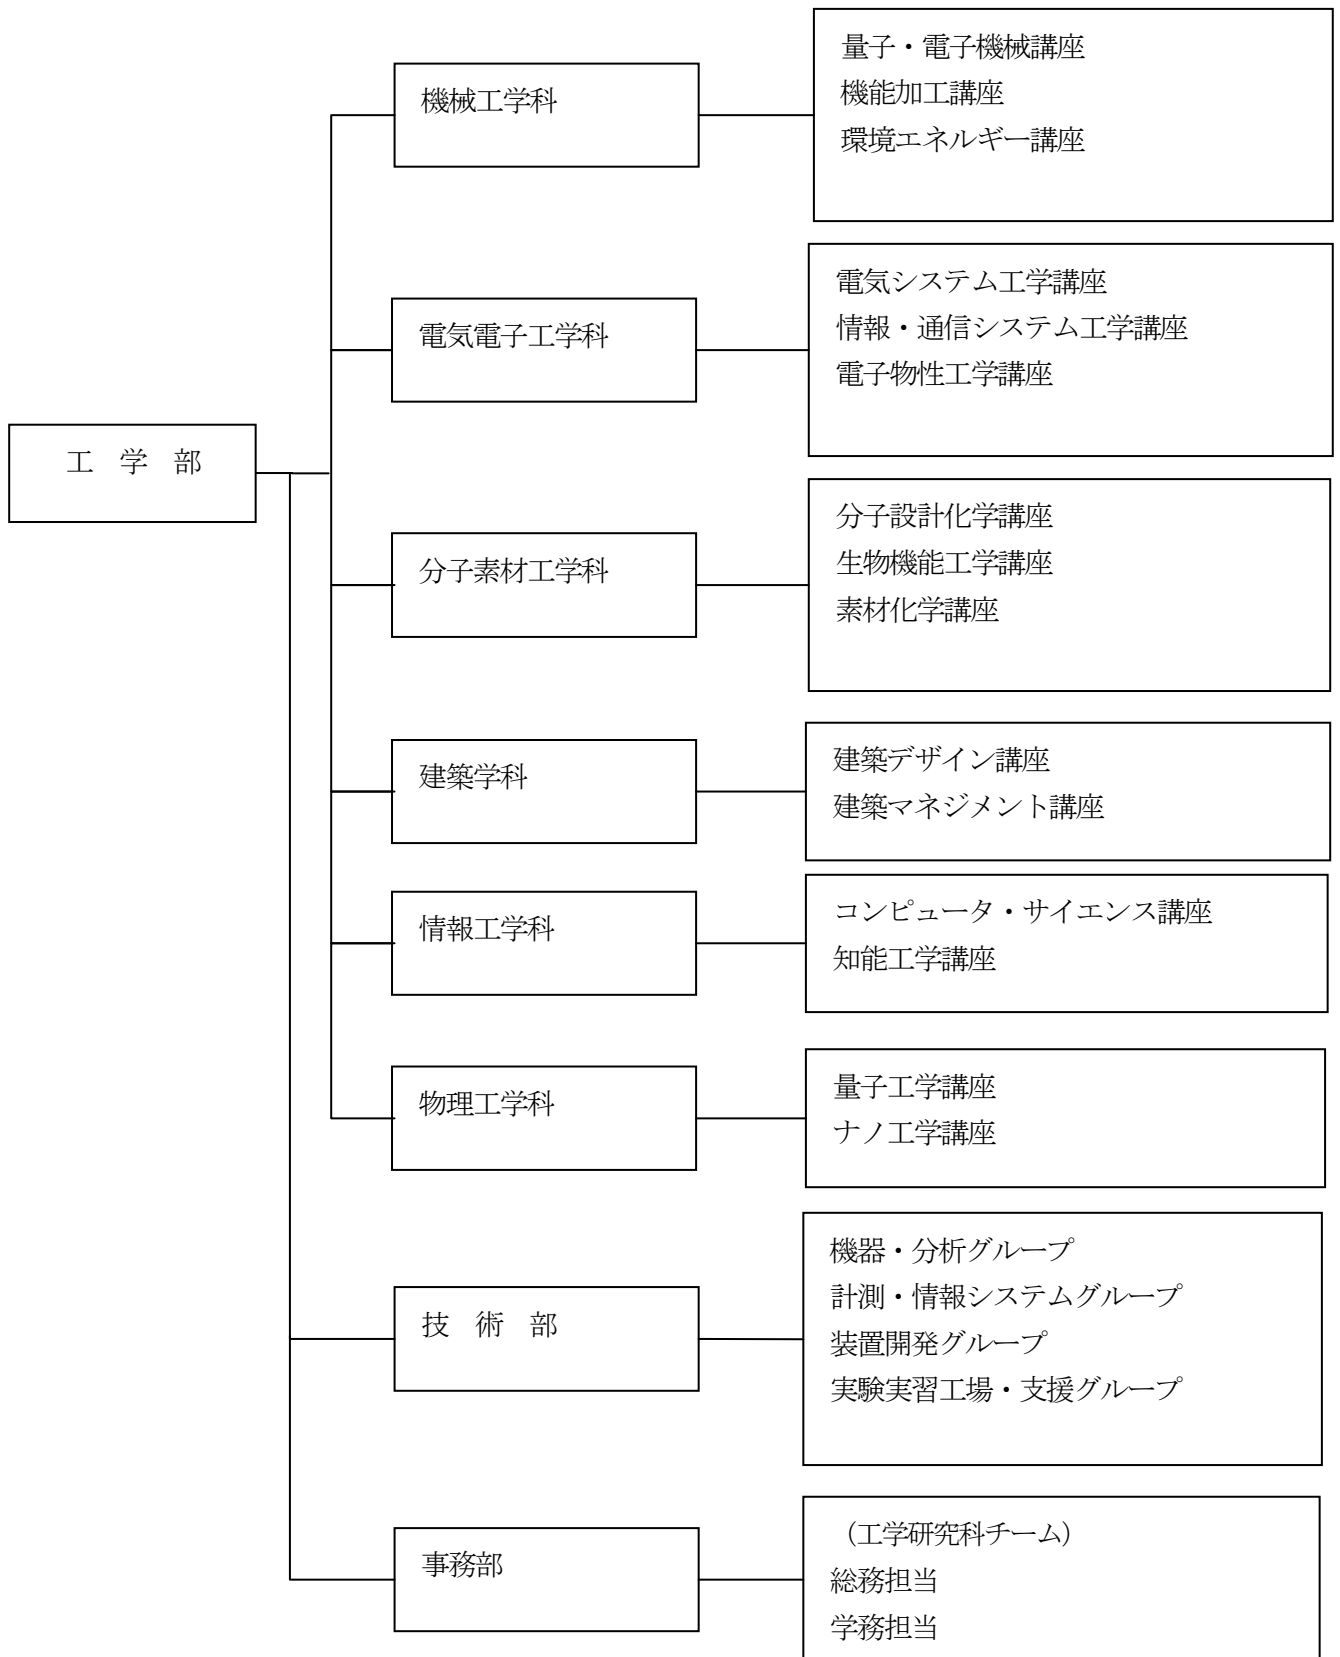 工　学　部
機械工学科
量子・電子機械講座
機能加工講座
環境エネルギー講座
電気電子工学科
電気システム工学講座
情報・通信システム工学講座
電子物性工学講座
分子素材工学科
分子設計化学講座
生物機能工学講座
素材化学講座
建築学科
建築デザイン講座
建築マネジメント講座
情報工学科
コンピュータ・サイエンス講座
知能工学講座
物理工学科
量子工学講座
ナノ工学講座
技　術　部
機器・分析グループ
計測・情報システムグループ
装置開発グループ
実験実習工場・支援グループ
事務部
（工学研究科チーム）
総務担当
学務担当